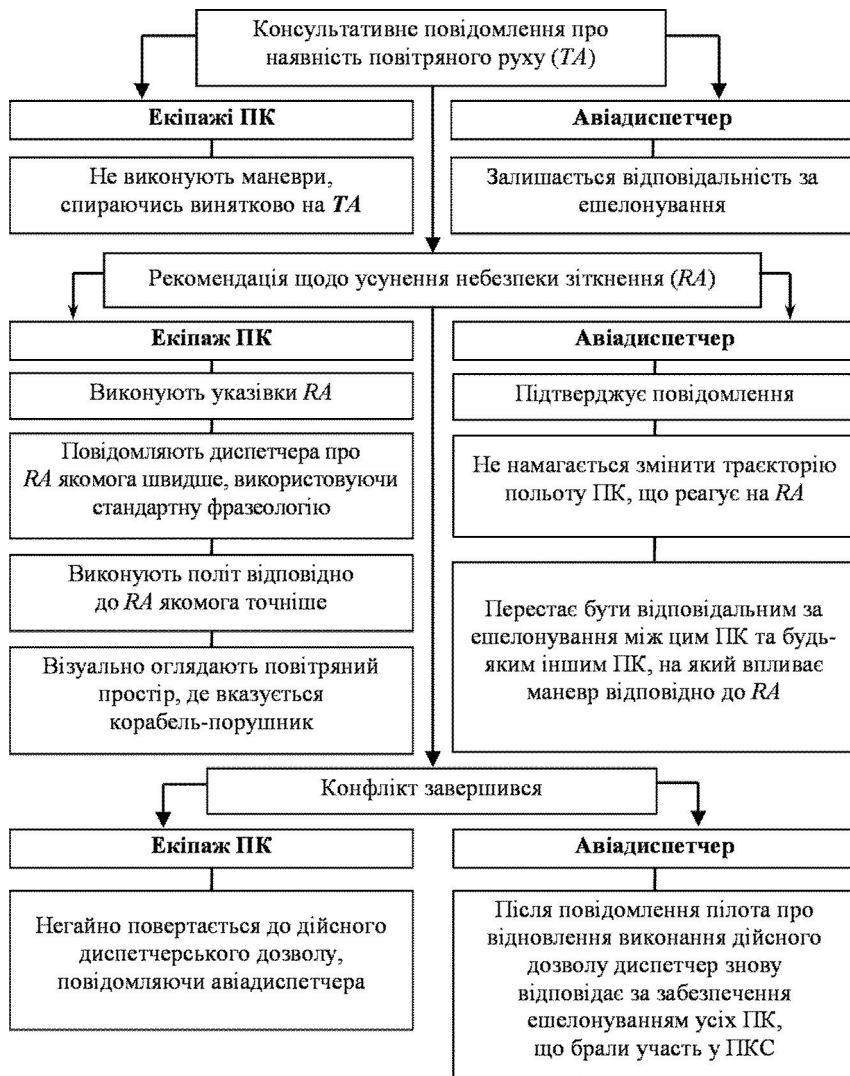 Консультативне повідомлення про
наявність повітряного руху (TA)
Екіпажі ПК
Авіадиспетчер
Не виконують маневри,
спираючись винятково на TA
Залишається відповідальність за
ешелонування
Рекомендація щодо усунення небезпеки зіткнення (RA)
Екіпаж ПК
Виконують указівки RA
Повідомляють диспетчера про
RA якомога швидше, використовуючи
стандартну фразеологію
Виконують політ відповідно
до RA якомога точніше
Візуально оглядають повітряний
простір, де вказується
корабель-порушник
Авіадиспетчер
Підтверджує повідомлення
Не намагається змінити траєкторію
польоту ПК, що реагує на RA
Перестає бути відповідальним за
ешелонування між цим ПК та будь-
яким іншим ПК, на який впливає
маневр відповідно до RA
Конфлікт завершився
Екіпаж ПК
Негайно повертається до дійсного
диспетчерського дозволу,
повідомляючи авіадиспетчера
Авіадиспетчер
Після повідомлення пілота про
відновлення виконання дійсного
дозволу диспетчер знову
відповідає за забезпечення
ешелонуванням усіх ПК,
що брали участь у ПКС